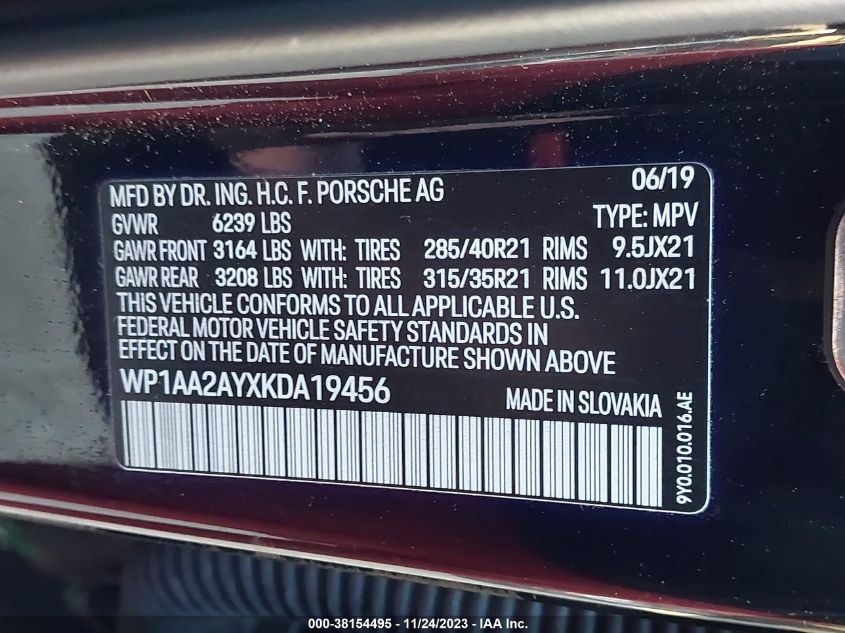 MFD BY DR. ING. H.C. F. PORSCHE AG 06/19
GVWR 6239 LBS TYPE: MPV
GAWR FRONT 3164 LBS WITH: TIRES 285/40R21 RIMS 9.5JX21
GAWR REAR 3208 LBS WITH: TIRES 315/35R21 RIMS 11.0JX21
THIS VEHICLE CONFORMS TO ALL APPLICABLE U.S.
FEDERAL MOTOR VEHICLE SAFETY STANDARDS IN
EFFECT ON THE DATE OF MANUFACTURE SHOWN ABOVE
WP1AA2AYXKDA19456 MADE IN SLOVAKIA
9Y0.010.016.AE
000-38154495 - 11/24/2023 - IAA Inc.